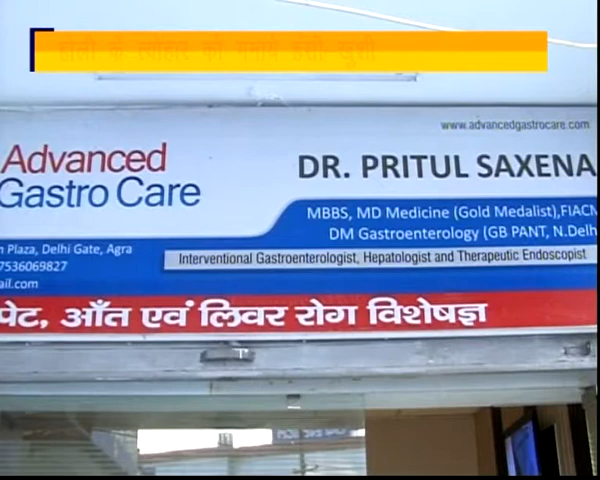 होली के त्योहार को मनाएं हंसी खुशी
www.advancedgastrocare.com
Advanced
Gastro Care
DR. PRITUL SAXENA
MBBS, MD Medicine (Gold Medalist),FIACM
DM Gastroenterology (GB PANT, N.Delh
Plaza, Delhi Gate, Agra
7536069827
ail.com
Interventional Gastroenterologist, Hepatologist and Therapeutic Endoscopist
पेट, आँत एवं लिवर रोग विशेषज्ञ